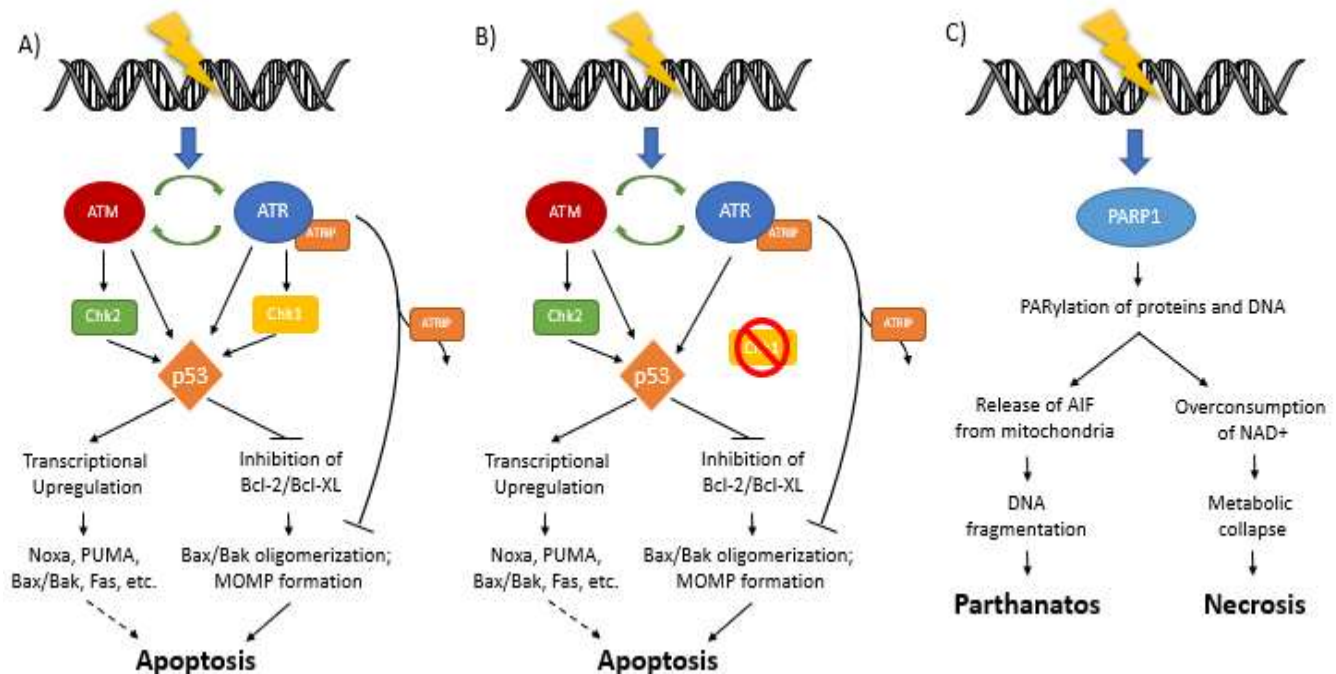 A)
ATM
ATR
ATRIP
Chk2
Chk1
ATRIP
p53
Transcriptional
Upregulation
Inhibition of
Bcl-2/Bcl-XL
Noxa, PUMA,
Bax/Bak, Fas, etc.
Bax/Bak oligomerization;
MOMP formation
Apoptosis
B)
ATM
ATR
ATRIP
Chk2
ATRIP
p53
Transcriptional
Upregulation
Inhibition of
Bcl-2/Bcl-XL
Noxa, PUMA,
Bax/Bak, Fas, etc.
Bax/Bak oligomerization;
MOMP formation
Apoptosis
C)
PARP1
PARylation of proteins and DNA
Release of AIF
from mitochondria
Overconsumption
of NAD+
DNA
fragmentation
Metabolic
collapse
Parthanatos
Necrosis